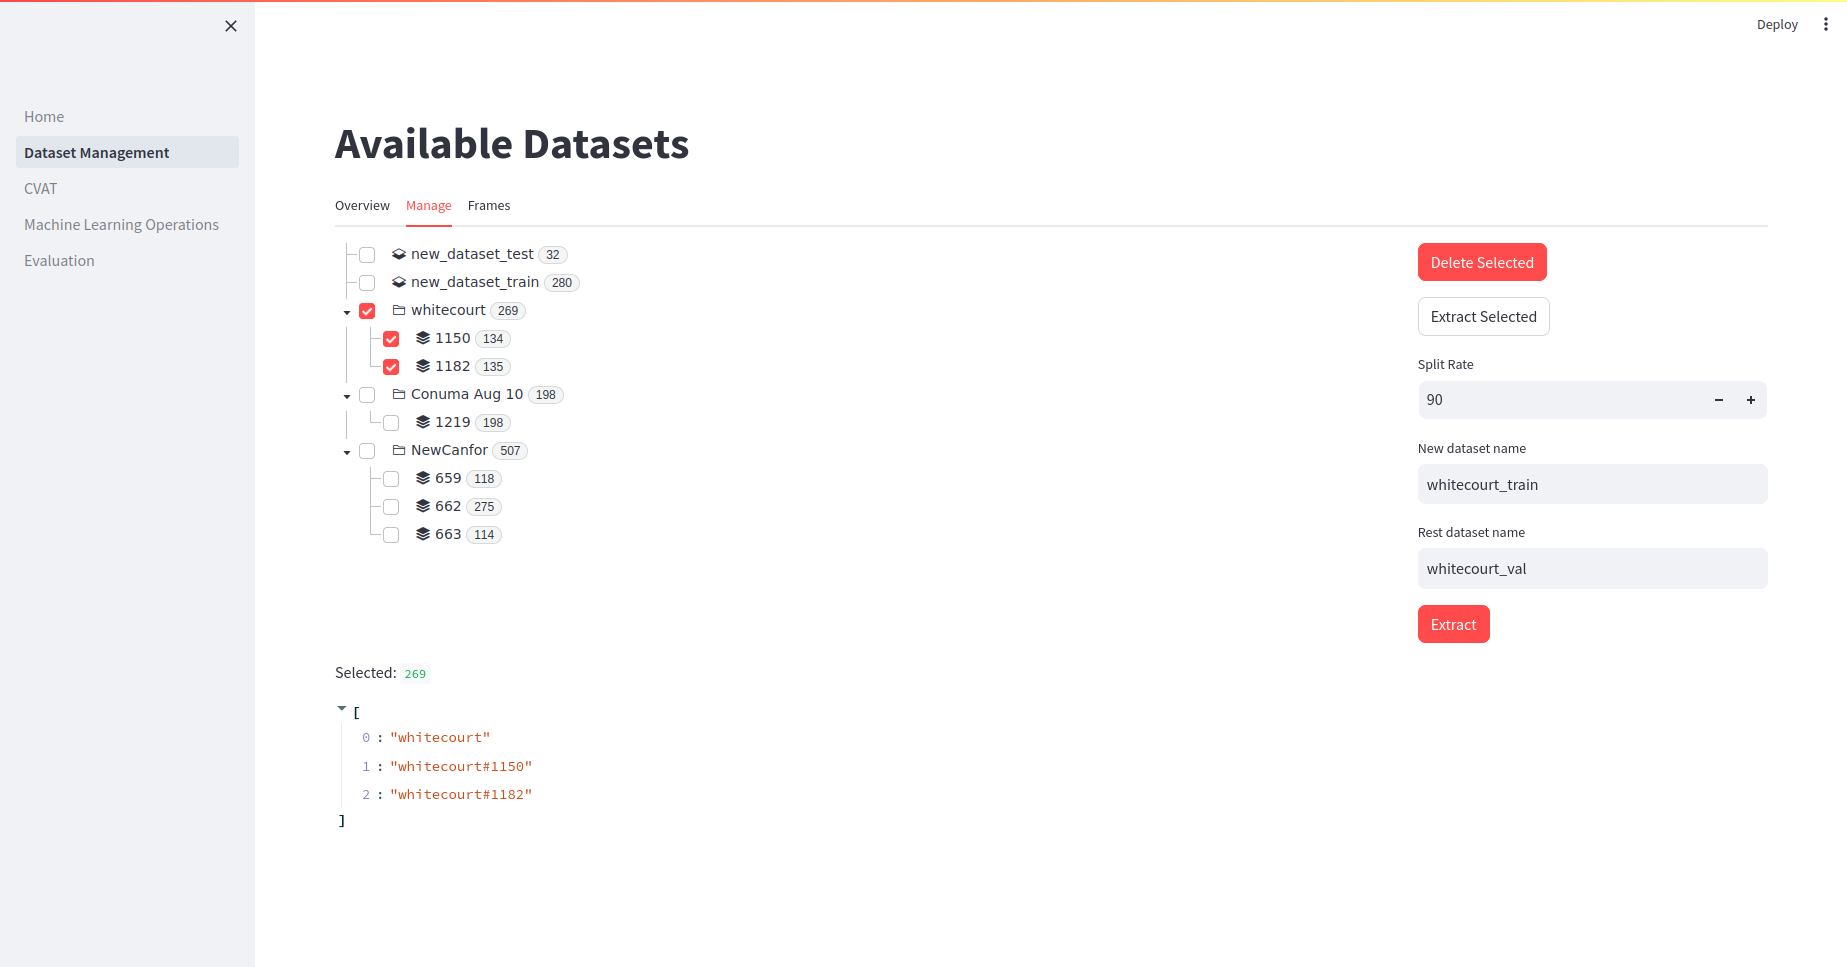 Deploy
Home
Dataset Management
CVAT
Machine Learning Operations
Evaluation
Available Datasets
Overview Manage Frames
new_dataset_test 32
new_dataset_train 280
whitecourt 269
1150 134
1182 135
Conuma Aug 10 198
1219 198
NewCanfor 507
659 118
662 275
663 114
Delete Selected
Extract Selected
Split Rate
90
New dataset name
whitecourt_train
Rest dataset name
whitecourt_val
Extract
Selected: 269
[
0 : "whitecourt"
1 : "whitecourt#1150"
2 : "whitecourt#1182"
]